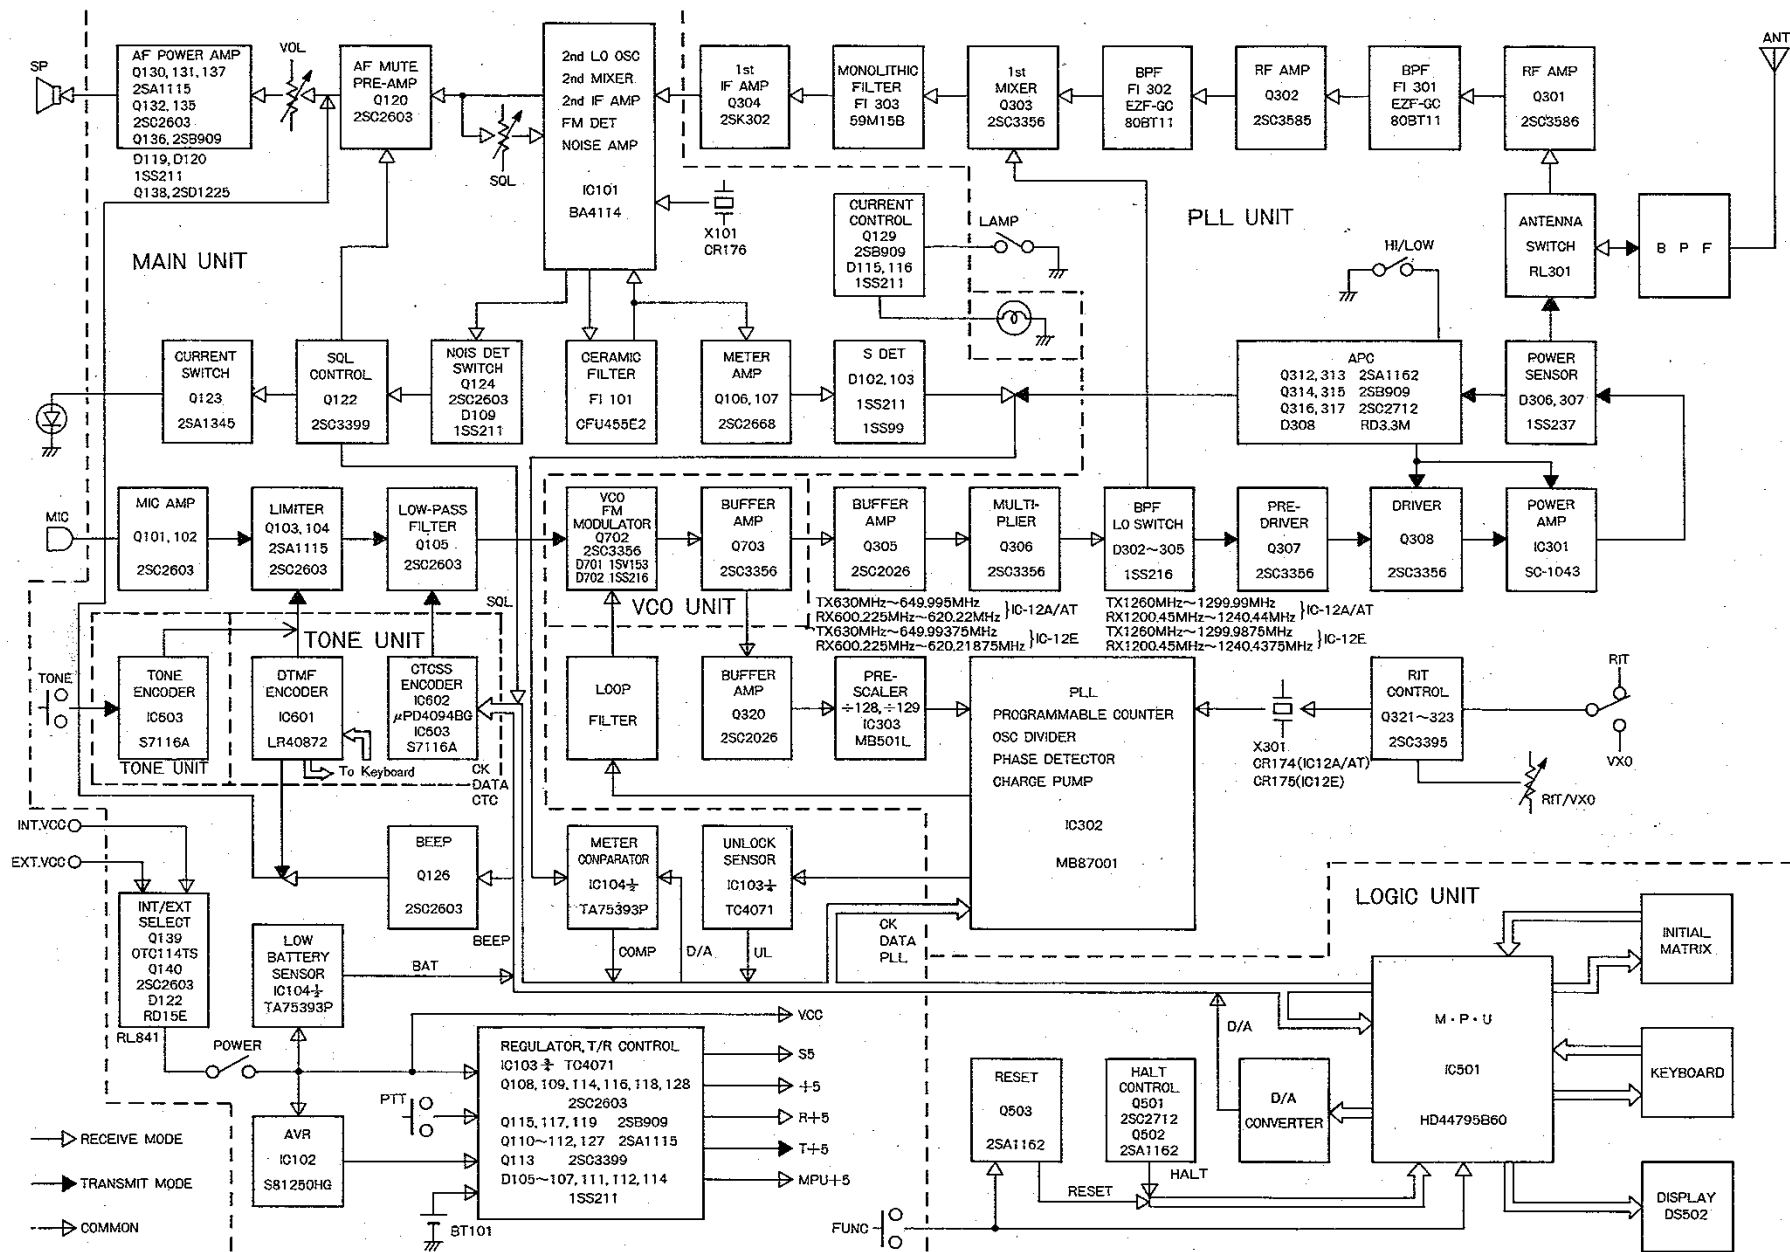 SP
AF POWER AMP
Q130, 131, 137
2SA1115
Q132, 135
2SC2603
Q136, 2SB909
D119, D120
1SS211
Q138, 2SD1225
VOL
AF MUTE
PRE-AMP
Q120
2SC2603
SQL
2nd LO OSC
2nd MIXER
2nd IF AMP
FM DET
NOISE AMP
IC101
BA4114
X101
CR176
1st
IF AMP
Q304
2SK302
MONOLITHIC
FILTER
FI 303
59M15B
1st
MIXER
Q303
2SC3356
BPF
FI 302
EZF-GC
80BT11
RF AMP
Q302
2SC3585
BPF
FI 301
EZF-GC
80BT11
RF AMP
Q301
2SC3586
ANT
MAIN UNIT
CURRENT
CONTROL
Q129
2SB909
D115, 116
1SS211
LAMP
PLL UNIT
HI/LOW
ANTENNA
SWITCH
RL301
B P F
CURRENT
SWITCH
Q123
2SA1345
SQL
CONTROL
Q122
2SC3399
NOIS DET
SWITCH
Q124
2SC2603
D109
1SS211
CERAMIC
FILTER
FI 101
CFU455E2
METER
AMP
Q106, 107
2SC2668
S DET
D102, 103
1SS211
1SS99
APC
Q312, 313 2SA1162
Q314, 315 2SB909
Q316, 317 2SC2712
D308 RD3.3M
POWER
SENSOR
D306, 307
1SS237
MIC
MIC AMP
Q101, 102
2SC2603
LIMITER
Q103, 104
2SA1115
2SC2603
LOW-PASS
FILTER
Q105
2SC2603
VCO
FM
MODULATOR
Q702
2SC3356
D701 1SV153
D702 1SS216
BUFFER
AMP
Q703
2SC3356
BUFFER
AMP
Q305
2SC2026
MULTI-
PLIER
Q306
2SC3356
BPF
LO SWITCH
D302～305
1SS216
PRE-
DRIVER
Q307
2SC3356
DRIVER
Q308
2SC3356
POWER
AMP
IC301
SC-1043
SQL
VCO UNIT
TX630MHz～649.995MHz
RX600.225MHz～620.22MHz }IC-12A/AT
TX630MHz～649.99375MHz
RX600.225MHz～620.21875MHz }IC-12E
TX1260MHz～1299.99MHz
RX1200.45MHz～1240.44MHz }IC-12A/AT
TX1260MHz～1299.9875MHz
RX1200.45MHz～1240.4375MHz }IC-12E
TONE UNIT
TONE
TONE
ENCODER
IC603
S7116A
TONE UNIT
DTMF
ENCODER
IC601
LR40872
To Keyboard
CTCSS
ENCODER
IC602
μPD4094BG
IC603
S7116A
CK
DATA
CTC
LOOP
FILTER
BUFFER
AMP
Q320
2SC2026
PRE-
SCALER
÷128, ÷129
IC303
MB501L
PLL
PROGRAMMABLE COUNTER
OSC DIVIDER
PHASE DETECTOR
CHARGE PUMP
IC302
MB87001
X301
CR174(IC12A/AT)
CR175(IC12E)
RIT
CONTROL
Q321～323
2SC3395
RIT
VXO
RIT/VXO
INT.VCC
EXT.VCC
BEEP
Q126
2SC2603
METER
CONPARATOR
IC104½
TA75393P
UNLOCK
SENSOR
IC103¼
TC4071
INT/EXT
SELECT
Q139
OTC114TS
Q140
2SC2603
D122
RD15E
RL841
LOW
BATTERY
SENSOR
IC104½
TA75393P
BEEP
BAT
COMP
D/A
UL
CK
DATA
PLL
LOGIC UNIT
INITIAL
MATRIX
POWER
REGULATOR, T/R CONTROL
IC103¾ TC4071
Q108, 109, 114, 116, 118, 128
2SC2603
Q115, 117, 119 2SB909
Q110～112, 127 2SA1115
Q113 2SC3399
D105～107, 111, 112, 114
1SS211
PTT
BT101
VCC
S5
+5
R+5
T+5
MPU+5
AVR
IC102
S81250HG
RESET
Q503
2SA1162
HALT
CONTROL
Q501
2SC2712
Q502
2SA1162
D/A
D/A
CONVERTER
M・P・U
IC501
HD44795B60
KEYBOARD
DISPLAY
DS502
RESET
HALT
FUNC
RECEIVE MODE
TRANSMIT MODE
COMMON